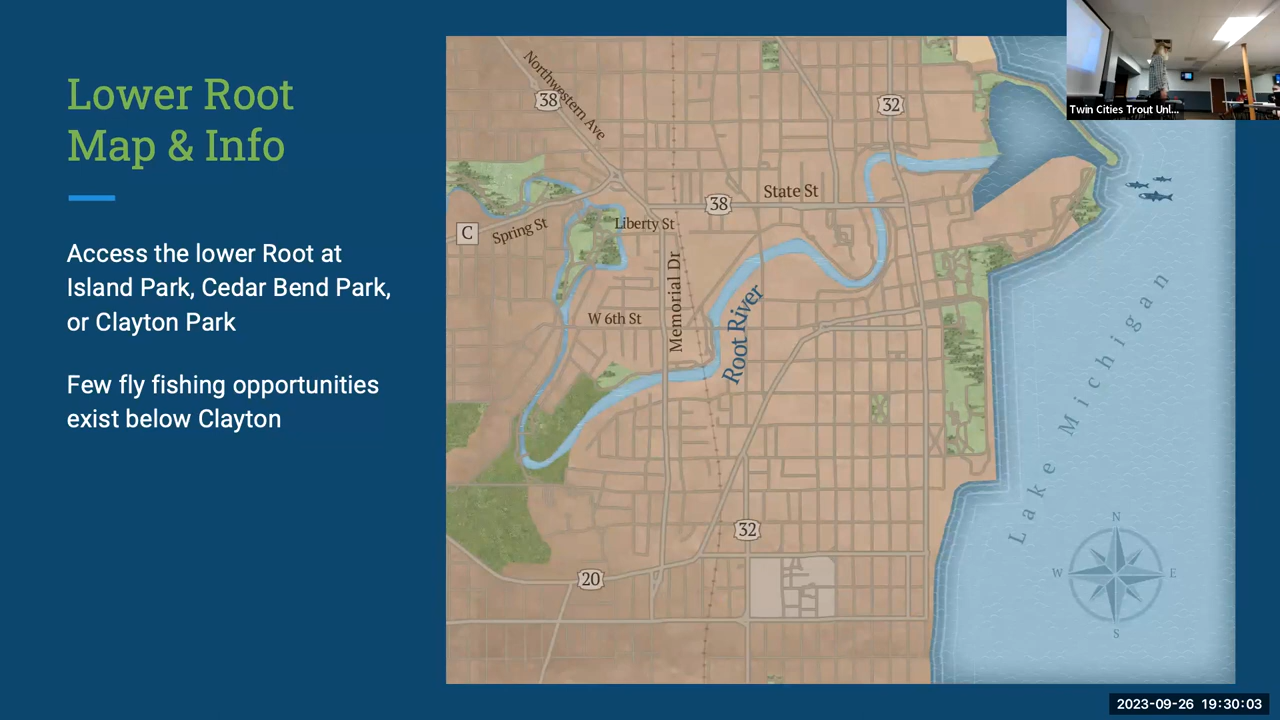 Lower Root
Map & Info
Access the lower Root at
Island Park, Cedar Bend Park,
or Clayton Park
Few fly fishing opportunities
exist below Clayton
Northwestern Ave
38
32
State St
38
C
Spring St
Liberty St
Memorial Dr
W 6th St
Root River
Lake Michigan
32
20
N
W
E
S
Twin Cities Trout Unl...
2023-09-26 19:30:03